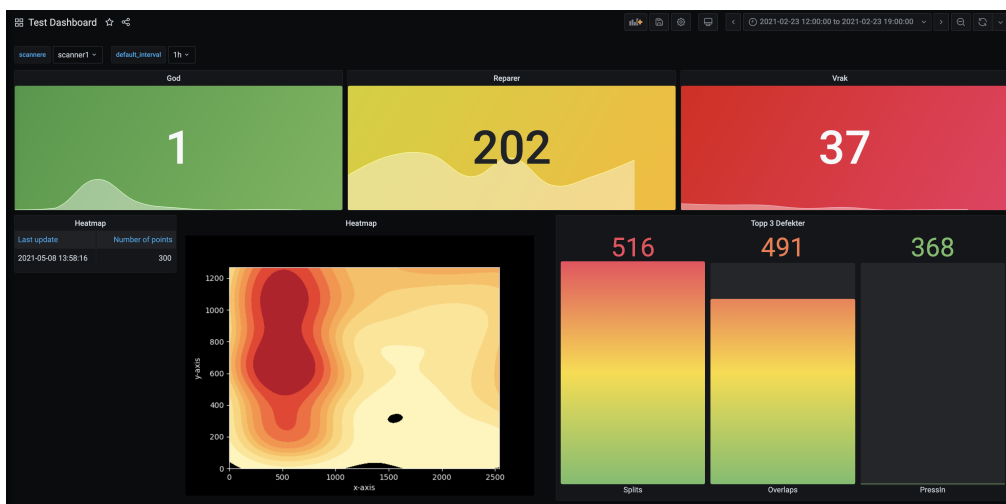 Test Dashboard
2021-02-23 12:00:00 to 2021-02-23 19:00:00
scannere scanner1 default_interval 1h
God
1
Reparer
202
Vrak
37
Heatmap
Last update Number of points
2021-05-08 13:58:16 300
Heatmap
y-axis
1200
1000
800
600
400
200
0
0 500 1000 1500 2000 2500
x-axis
Topp 3 Defekter
516 491 368
Splits Overlaps PressIn